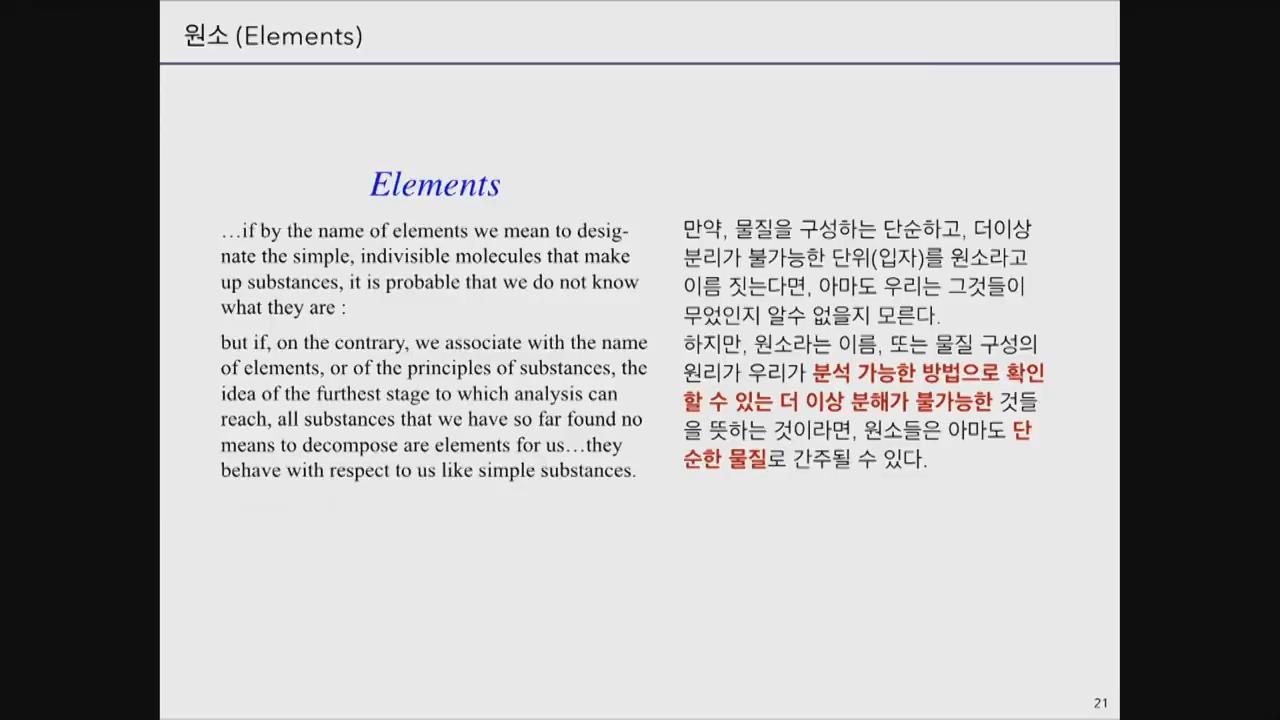 원소 (Elements)
Elements
…if by the name of elements we mean to desig-
nate the simple, indivisible molecules that make
up substances, it is probable that we do not know
what they are :
but if, on the contrary, we associate with the name
of elements, or of the principles of substances, the
idea of the furthest stage to which analysis can
reach, all substances that we have so far found no
means to decompose are elements for us…they
behave with respect to us like simple substances.
만약, 물질을 구성하는 단순하고, 더이상
분리가 불가능한 단위(입자)를 원소라고
이름 짓는다면, 아마도 우리는 그것들이
무었인지 알수 없을지 모른다.
하지만, 원소라는 이름, 또는 물질 구성의
원리가 우리가 분석 가능한 방법으로 확인
할 수 있는 더 이상 분해가 불가능한 것들
을 뜻하는 것이라면, 원소들은 아마도 단
순한 물질로 간주될 수 있다.
21